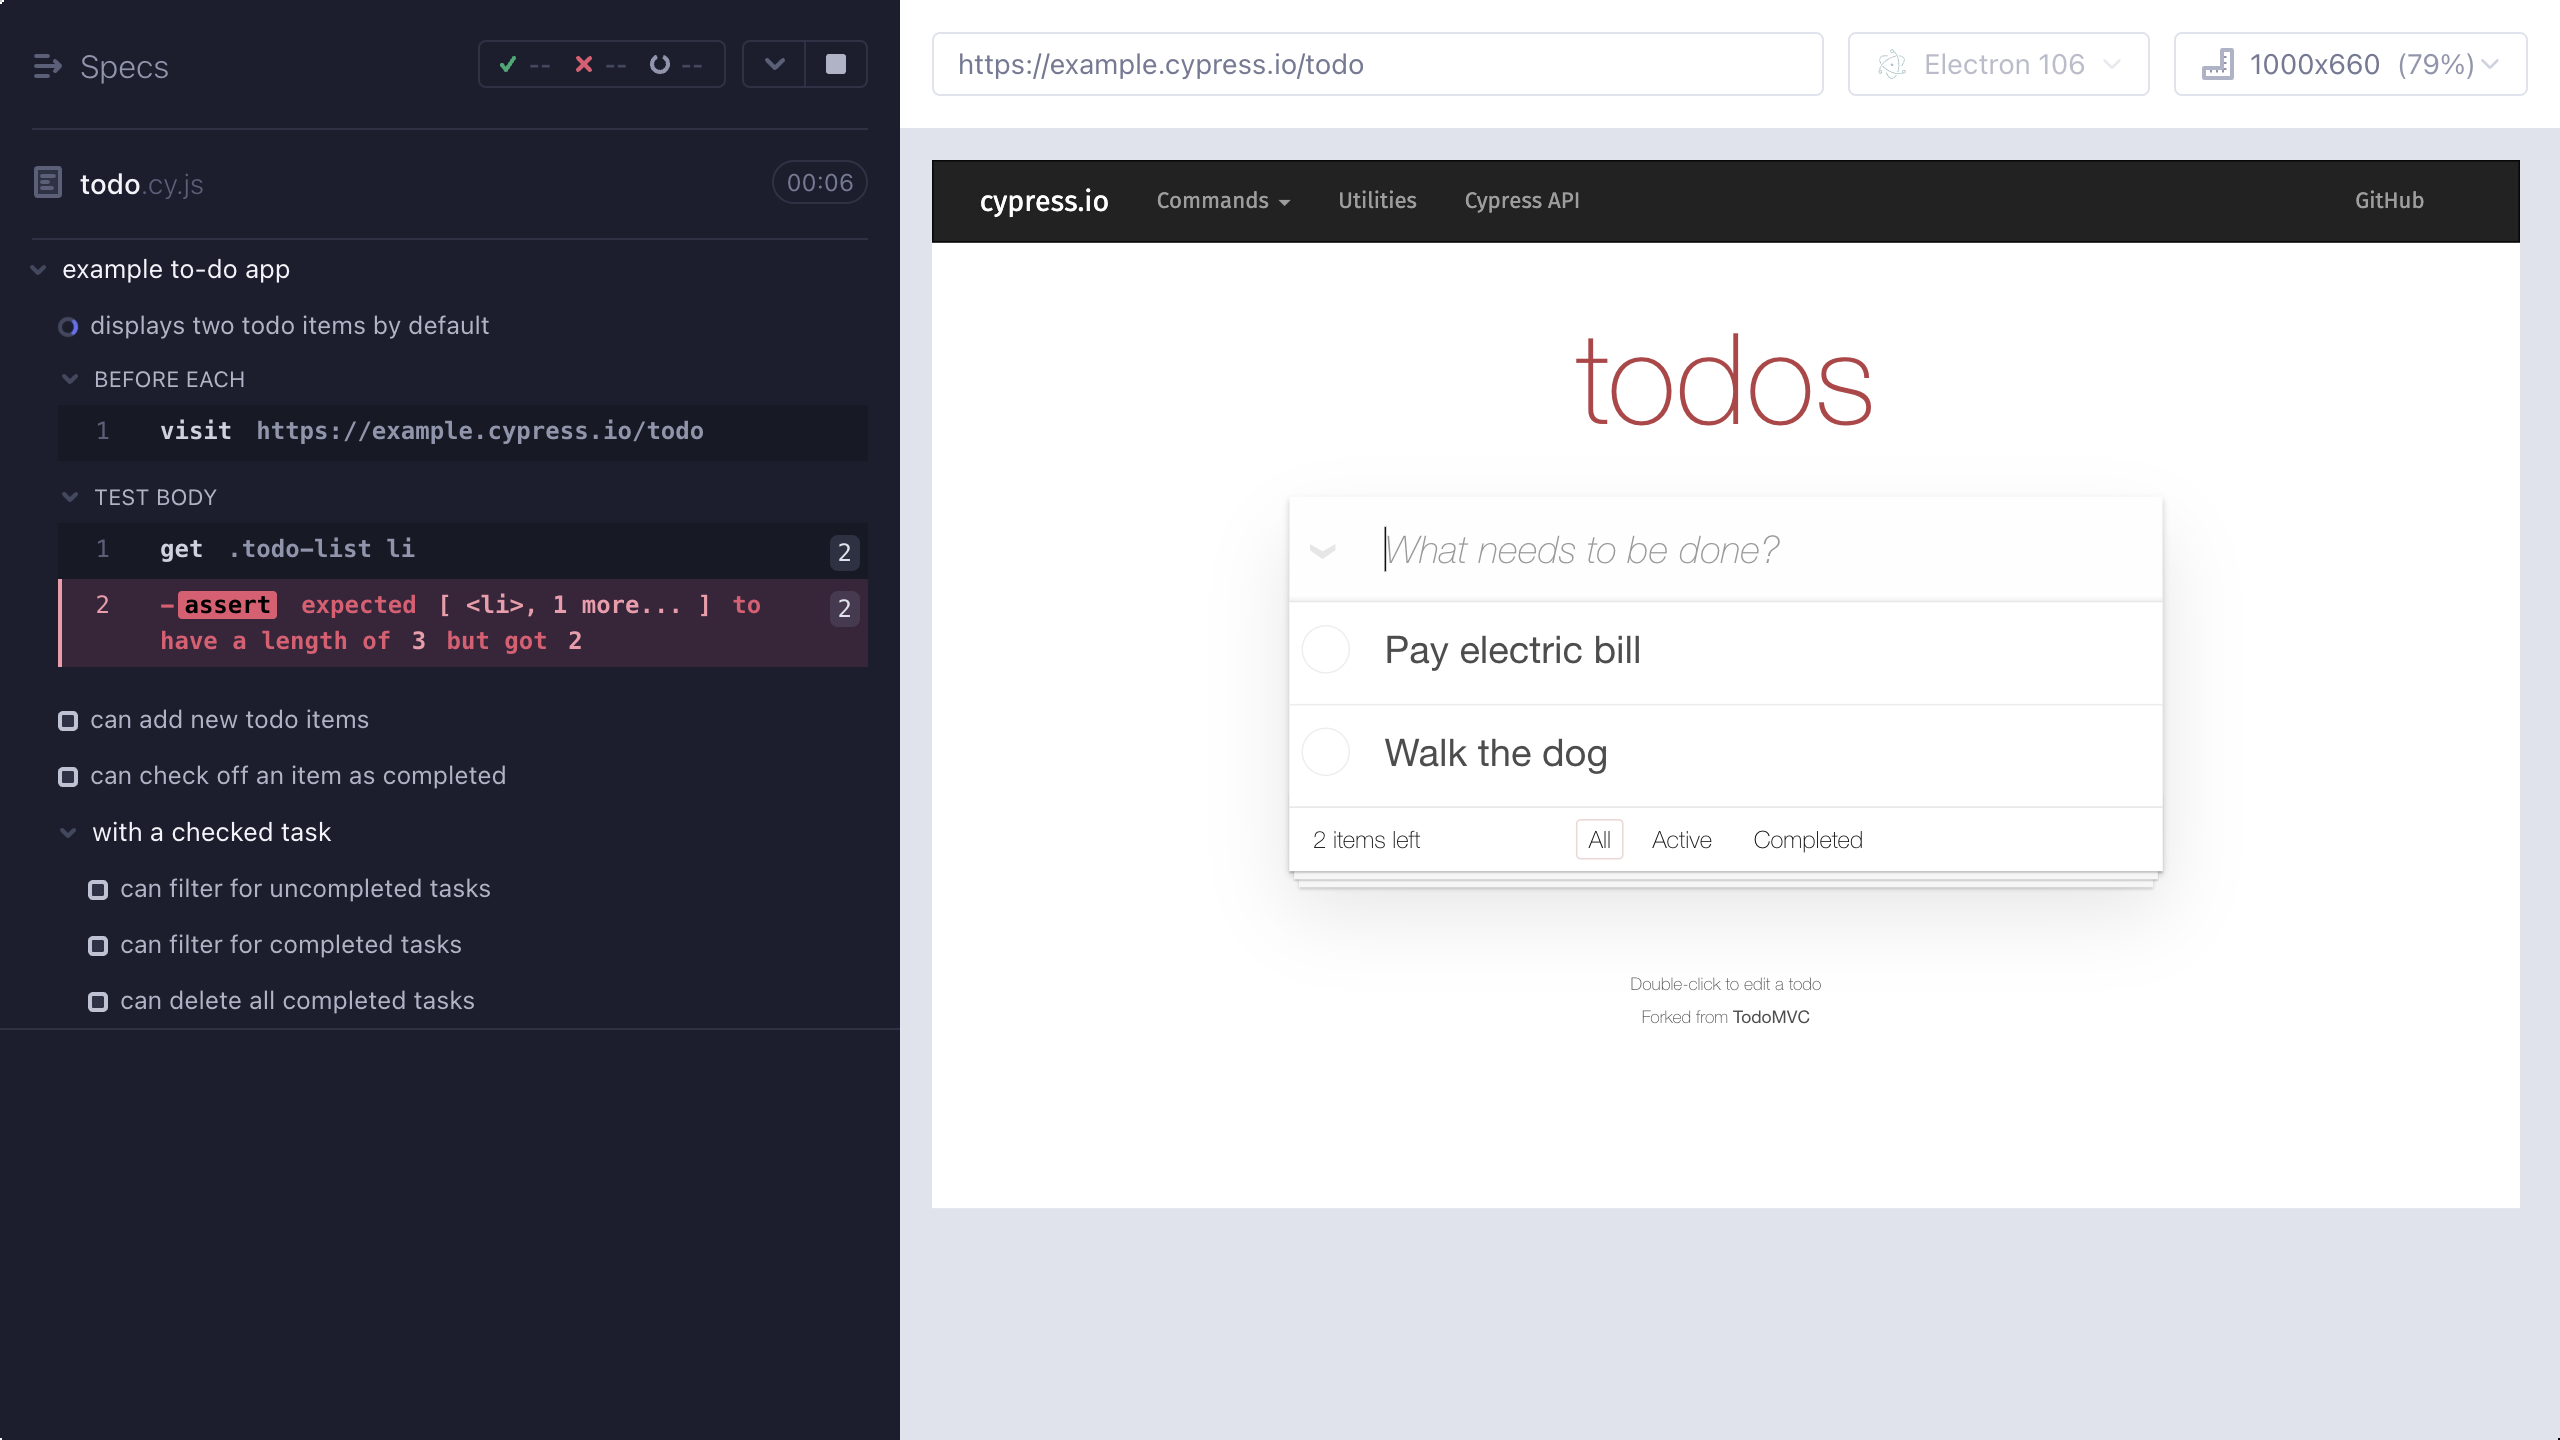 Specs
-- -- --
todo.cy.js
00:06
example to-do app
displays two todo items by default
BEFORE EACH
1 visit https://example.cypress.io/todo
TEST BODY
1 get .todo-list li 2
2 -assert expected [ <li>, 1 more... ] to 2
have a length of 3 but got 2
can add new todo items
can check off an item as completed
with a checked task
can filter for uncompleted tasks
can filter for completed tasks
can delete all completed tasks
https://example.cypress.io/todo
Electron 106
1000x660 (79%)
cypress.io Commands Utilities Cypress API GitHub
todos
What needs to be done?
Pay electric bill
Walk the dog
2 items left All Active Completed
Double-click to edit a todo
Forked from TodoMVC